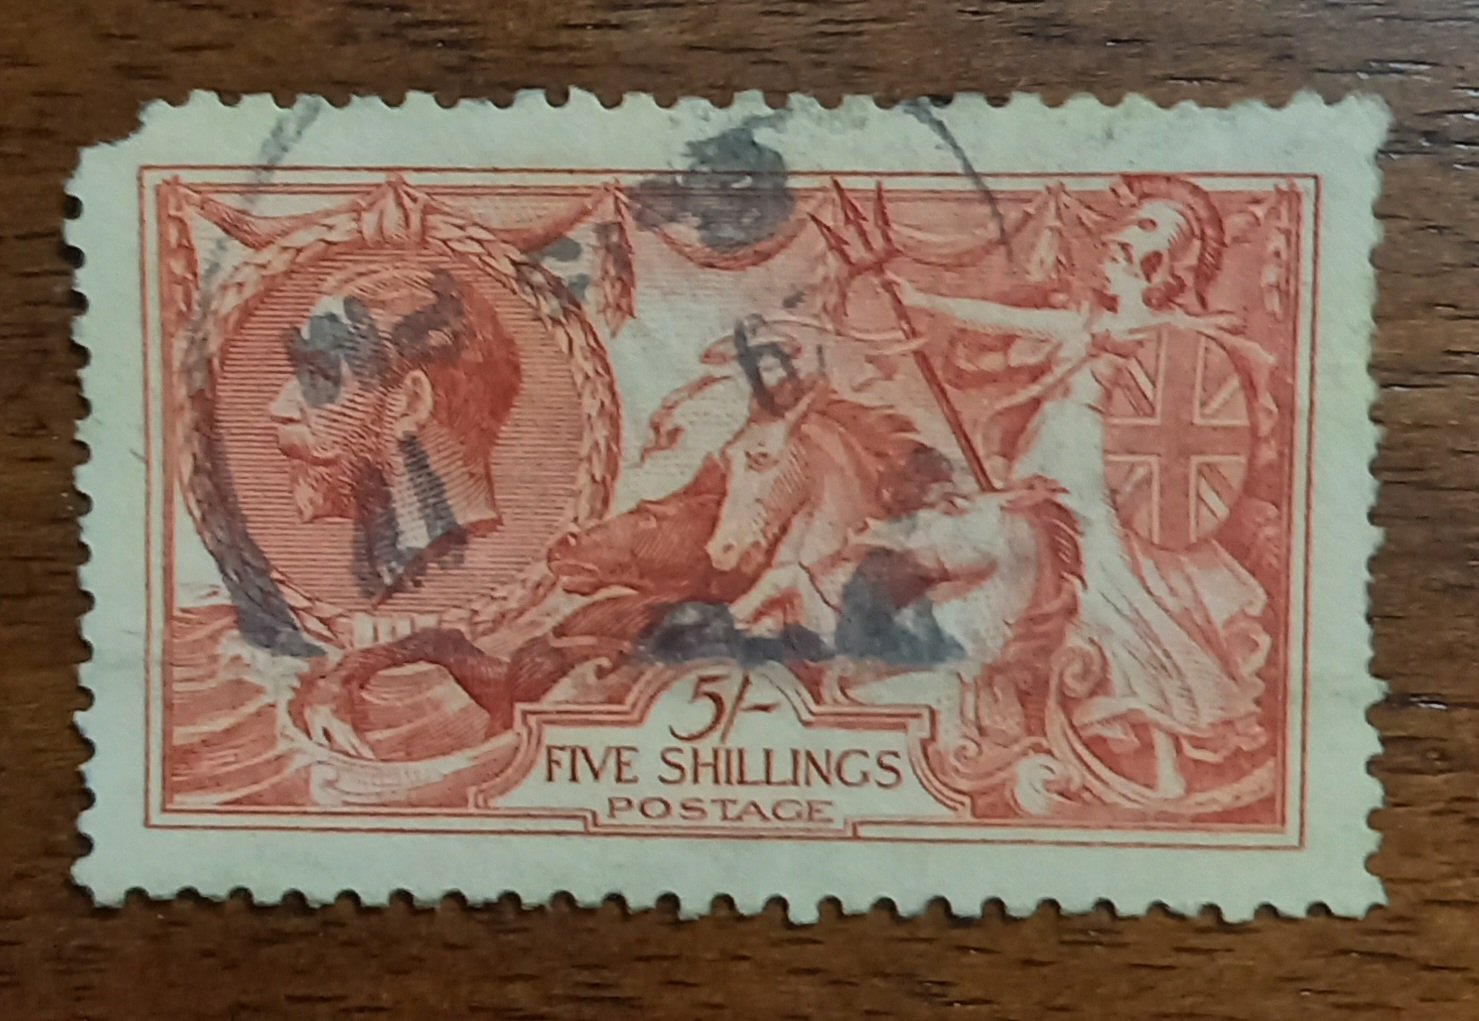 5/-
FIVE SHILLINGS
POSTAGE